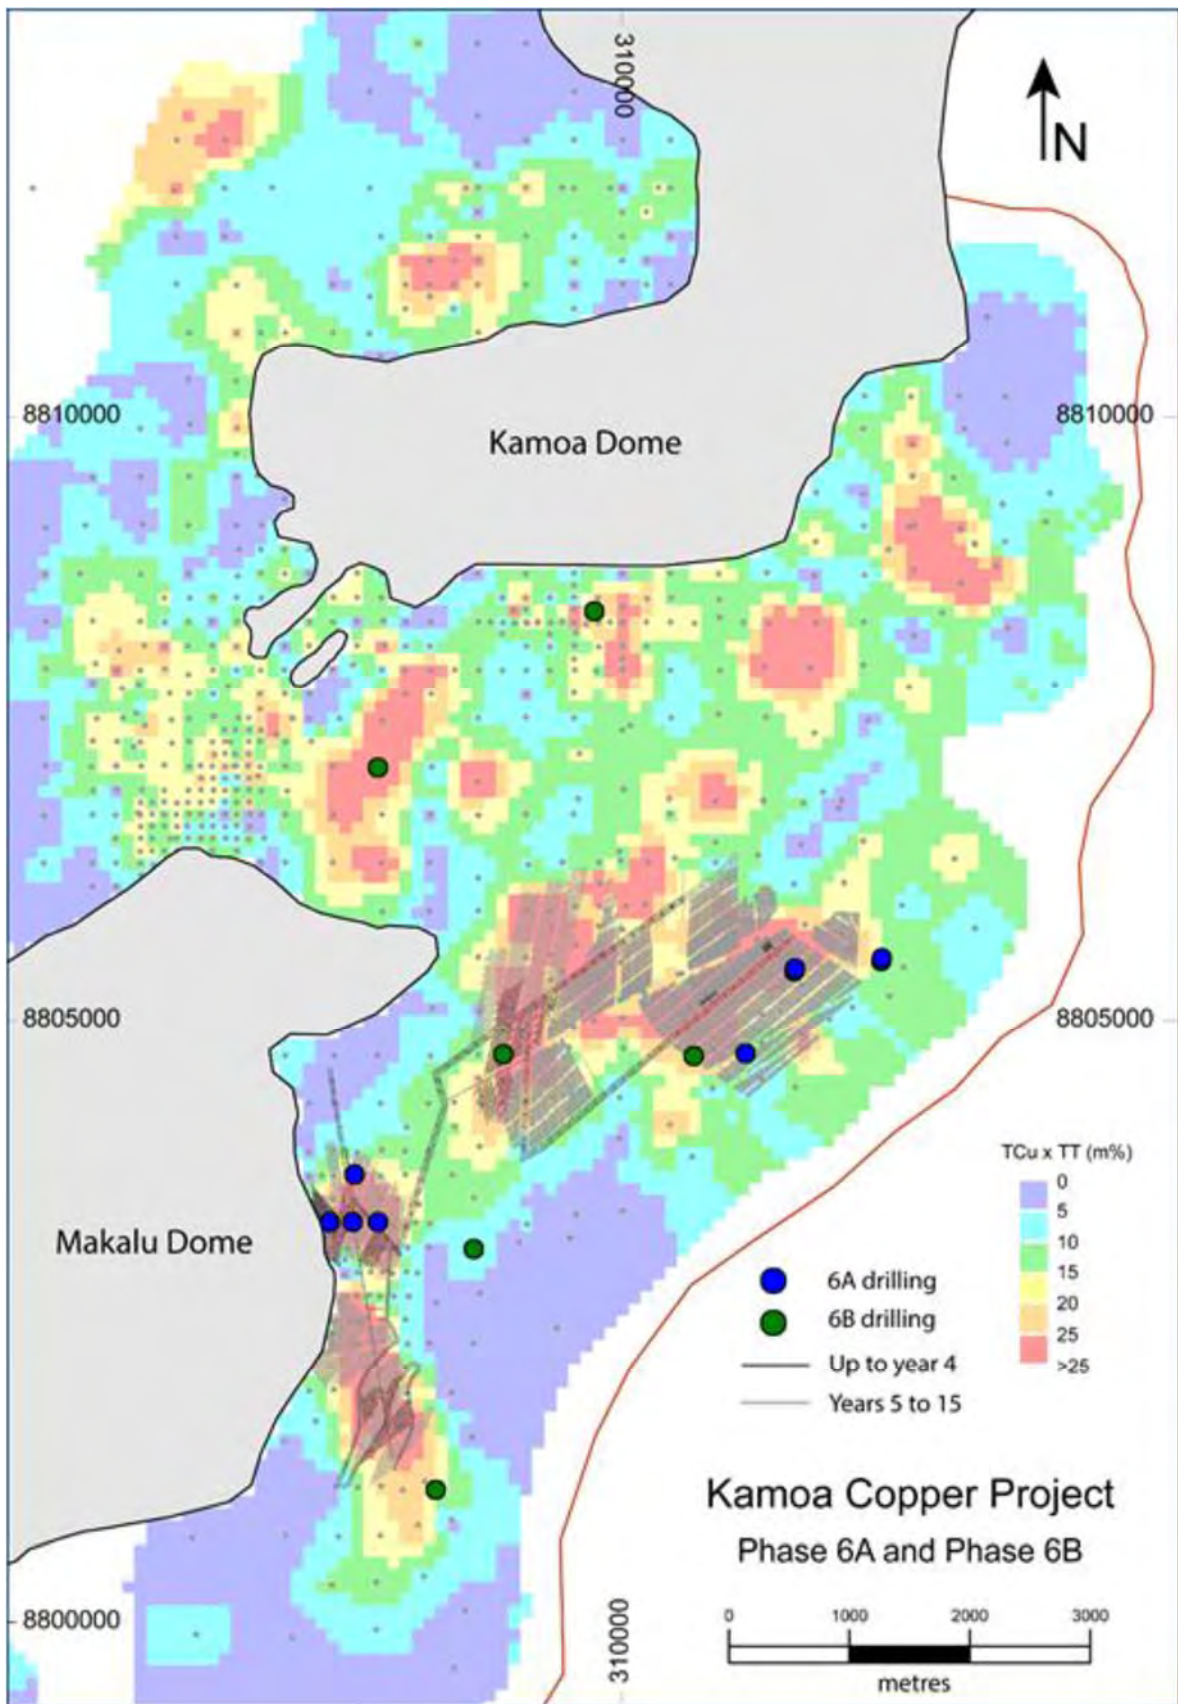 310000
N
8810000
8810000
Kamoa Dome
8805000
8805000
TCu x TT (m%)
0
5
10
15
20
25
>25
Makalu Dome
6A drilling
6B drilling
Up to year 4
Years 5 to 15
Kamoa Copper Project
Phase 6A and Phase 6B
8800000
310000
0 1000 2000 3000
metres